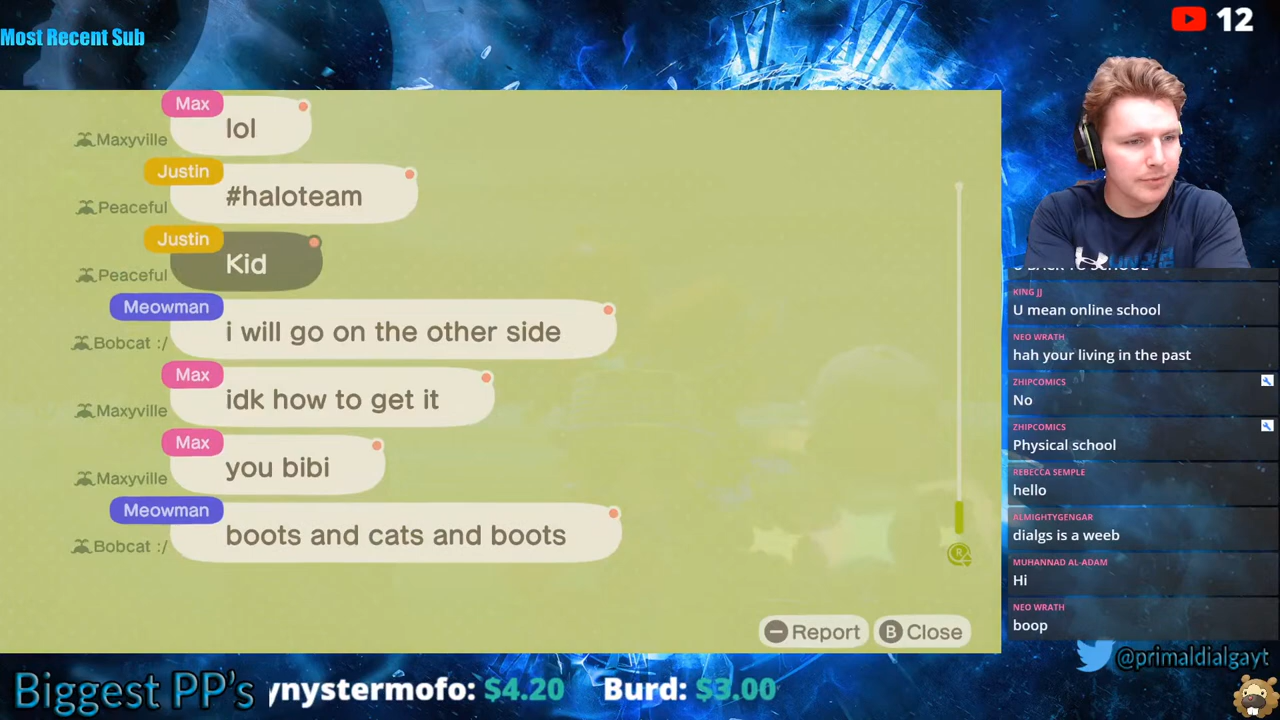 Most Recent Sub
12
Max
lol
Maxyville
Justin
#haloteam
Peaceful
Justin
Kid
Peaceful
Meowman
i will go on the other side
Bobcat :/
Max
idk how to get it
Maxyville
Max
you bibi
Maxyville
Meowman
boots and cats and boots
Bobcat :/
R
− Report
B Close
U BACK TO SCHOOL
KING JJ
U mean online school
NEO WRATH
hah your living in the past
ZHIPCOMICS
No
ZHIPCOMICS
Physical school
REBECCA SEMPLE
hello
ALMIGHTYGENGAR
dialgs is a weeb
MUHANNAD AL-ADAM
Hi
NEO WRATH
boop
@primaldialgayt
Biggest PP's ynystermofo: $4.20 Burd: $3.00